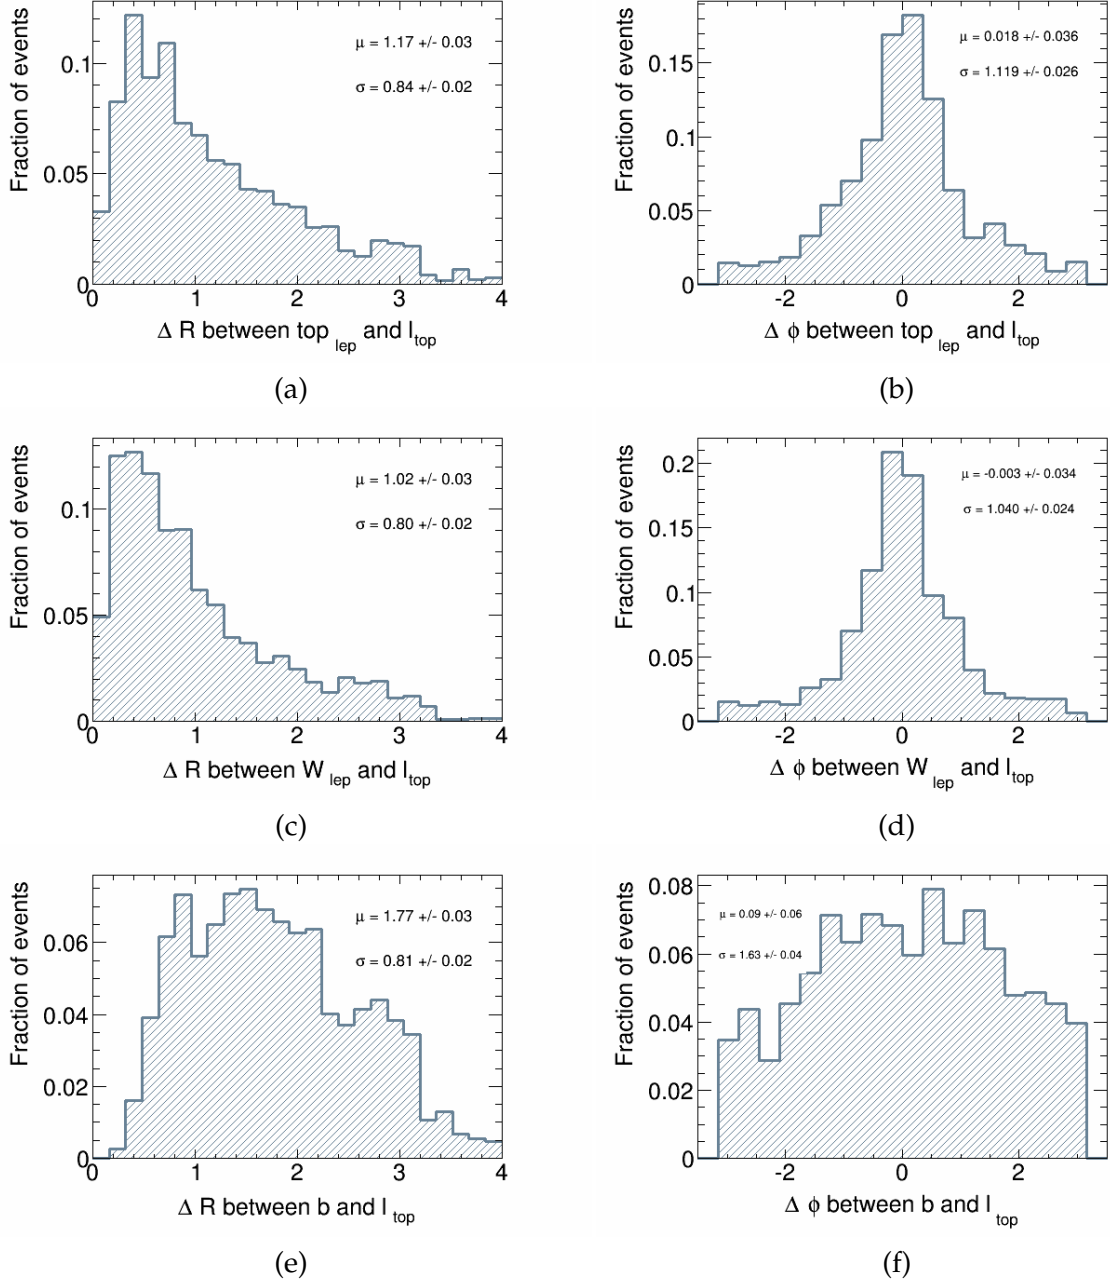 Fraction of events
0.1
0.05
0
μ = 1.17 +/- 0.03
σ = 0.84 +/- 0.02
0 1 2 3 4
Δ R between top lep and l top
(a)
Fraction of events
0.15
0.1
0.05
0
μ = 0.018 +/- 0.036
σ = 1.119 +/- 0.026
-2 0 2
Δ ϕ between top lep and l top
(b)
Fraction of events
0.1
0.05
0
μ = 1.02 +/- 0.03
σ = 0.80 +/- 0.02
0 1 2 3 4
Δ R between W lep and l top
(c)
Fraction of events
0.2
0.15
0.1
0.05
0
μ = -0.003 +/- 0.034
σ = 1.040 +/- 0.024
-2 0 2
Δ ϕ between W lep and l top
(d)
Fraction of events
0.06
0.04
0.02
0
μ = 1.77 +/- 0.03
σ = 0.81 +/- 0.02
0 1 2 3 4
Δ R between b and l top
(e)
Fraction of events
0.08
0.06
0.04
0.02
0
μ = 0.09 +/- 0.06
σ = 1.63 +/- 0.04
-2 0 2
Δ ϕ between b and l top
(f)